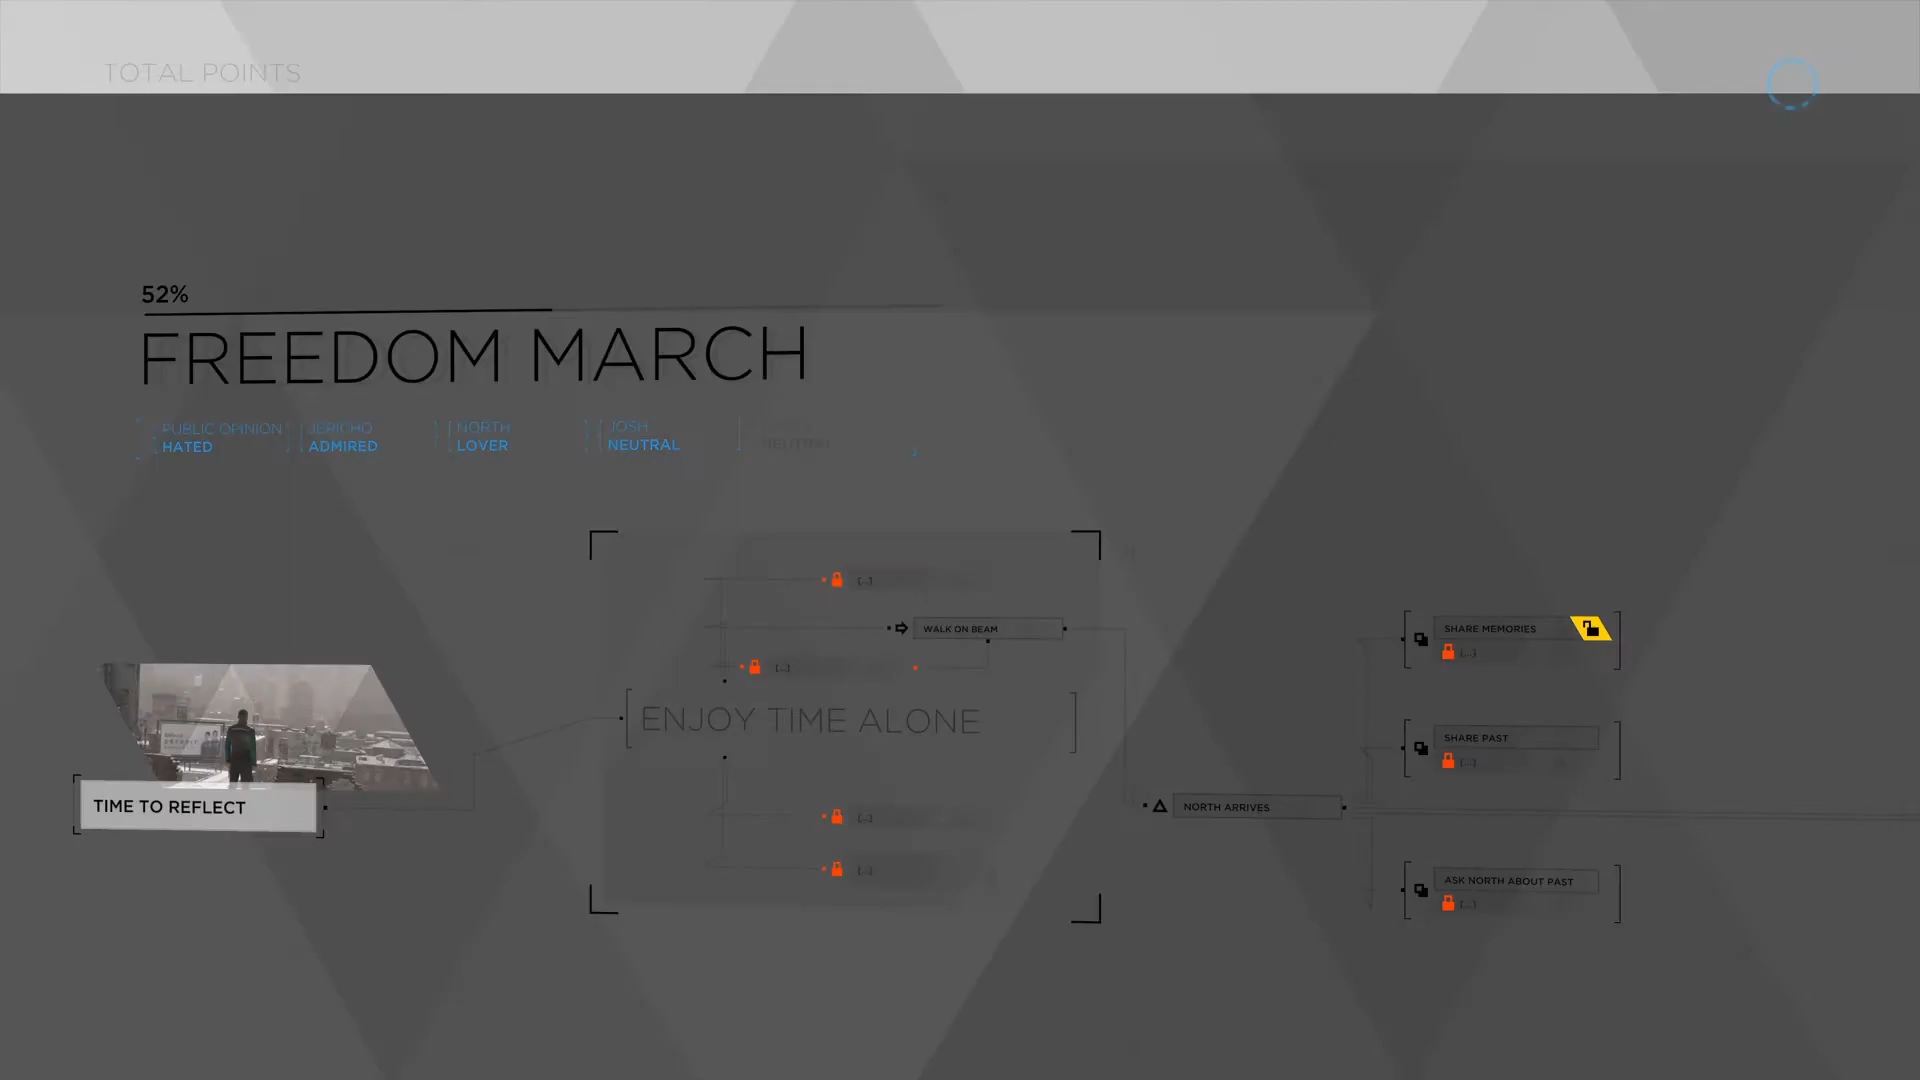 TOTAL POINTS
52%
FREEDOM MARCH
PUBLIC OPINION
HATED
JERICHO
ADMIRED
NORTH
LOVER
JOSH
NEUTRAL
NEUTRAL
[...]
WALK ON BEAM
[...]
ENJOY TIME ALONE
[...]
[...]
TIME TO REFLECT
NORTH ARRIVES
SHARE MEMORIES
[...]
SHARE PAST
[...]
ASK NORTH ABOUT PAST
[...]